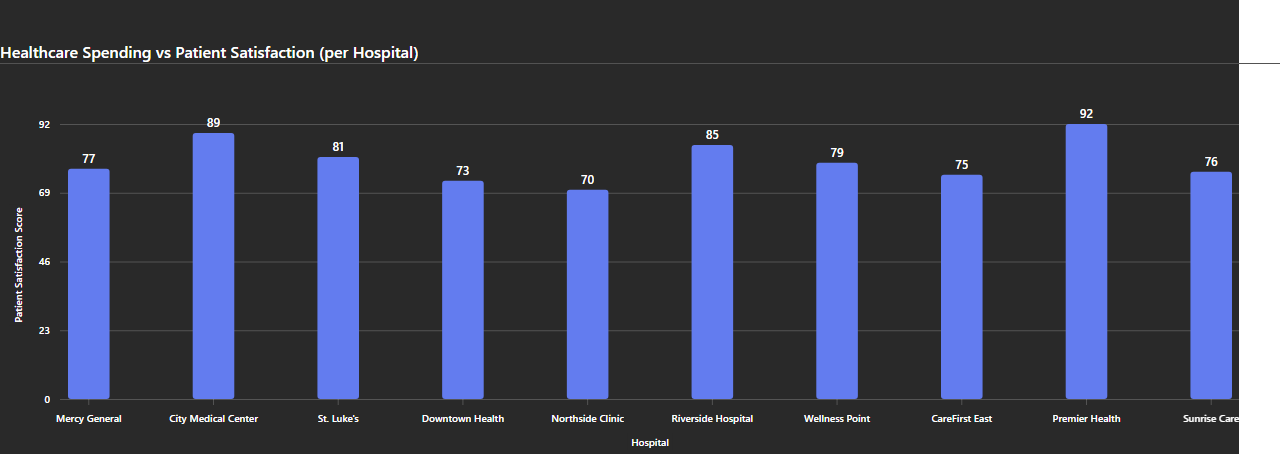 Healthcare Spending vs Patient Satisfaction (per Hospital)
92
69
46
23
0
Patient Satisfaction Score
77
89
81
73
70
85
79
75
92
76
Mercy General
City Medical Center
St. Luke's
Downtown Health
Northside Clinic
Riverside Hospital
Wellness Point
CareFirst East
Premier Health
Sunrise Care
Hospital